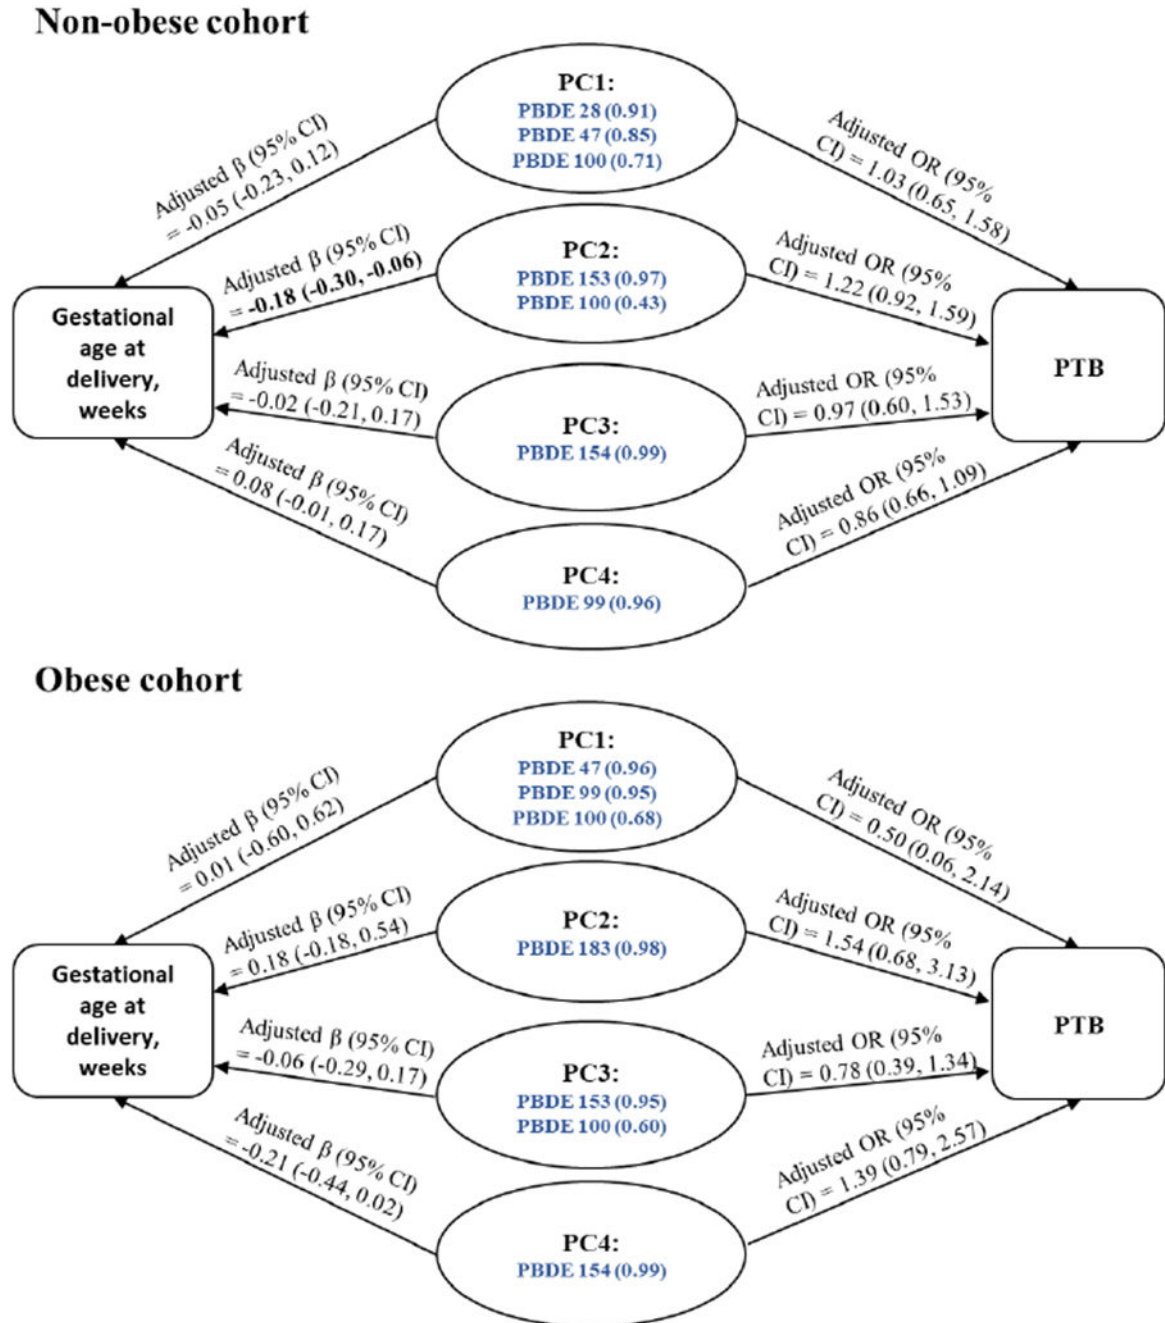 Non-obese cohort
PC1:
PBDE 28 (0.91)
PBDE 47 (0.85)
PBDE 100 (0.71)
Adjusted β (95% CI)
= -0.05 (-0.23, 0.12)
Adjusted OR (95%
CI) = 1.03 (0.65, 1.58)
PC2:
PBDE 153 (0.97)
PBDE 100 (0.43)
Adjusted β (95% CI)
= -0.18 (-0.30, -0.06)
Adjusted OR (95%
CI) = 1.22 (0.92, 1.59)
Gestational
age at
delivery,
weeks
PTB
PC3:
PBDE 154 (0.99)
Adjusted β (95% CI)
= -0.02 (-0.21, 0.17)
Adjusted OR (95%
CI) = 0.97 (0.60, 1.53)
PC4:
PBDE 99 (0.96)
Adjusted β (95% CI)
= 0.08 (-0.01, 0.17)
Adjusted OR (95%
CI) = 0.86 (0.66, 1.09)
Obese cohort
PC1:
PBDE 47 (0.96)
PBDE 99 (0.95)
PBDE 100 (0.68)
Adjusted β (95% CI)
= 0.01 (-0.60, 0.62)
Adjusted OR (95%
CI) = 0.50 (0.06, 2.14)
PC2:
PBDE 183 (0.98)
Adjusted β (95% CI)
= 0.18 (-0.18, 0.54)
Adjusted OR (95%
CI) = 1.54 (0.68, 3.13)
Gestational
age at
delivery,
weeks
PTB
PC3:
PBDE 153 (0.95)
PBDE 100 (0.60)
Adjusted β (95% CI)
= -0.06 (-0.29, 0.17)
Adjusted OR (95%
CI) = 0.78 (0.39, 1.34)
PC4:
PBDE 154 (0.99)
Adjusted β (95% CI)
= -0.21 (-0.44, 0.02)
Adjusted OR (95%
CI) = 1.39 (0.79, 2.57)